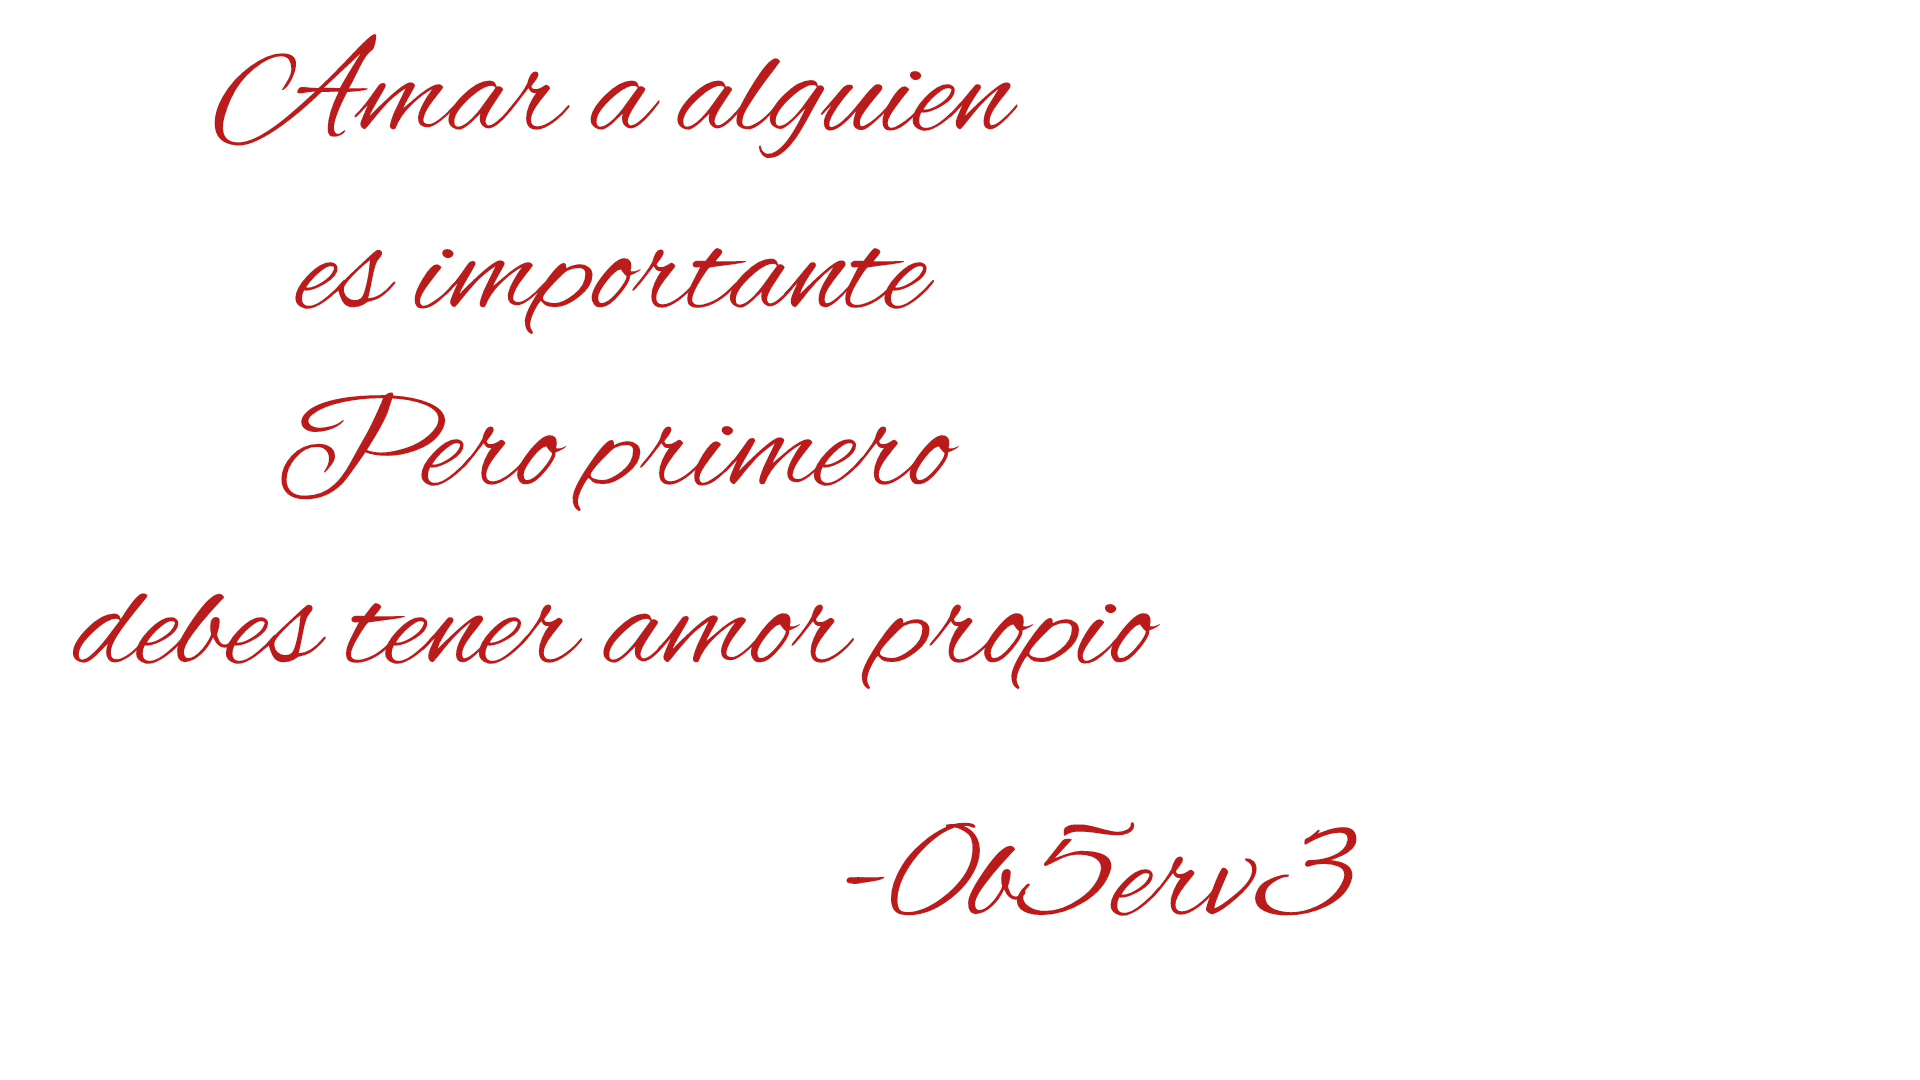 Amar a alguien
es importante
Pero primero
debes tener amor propio
-Ob5erv3